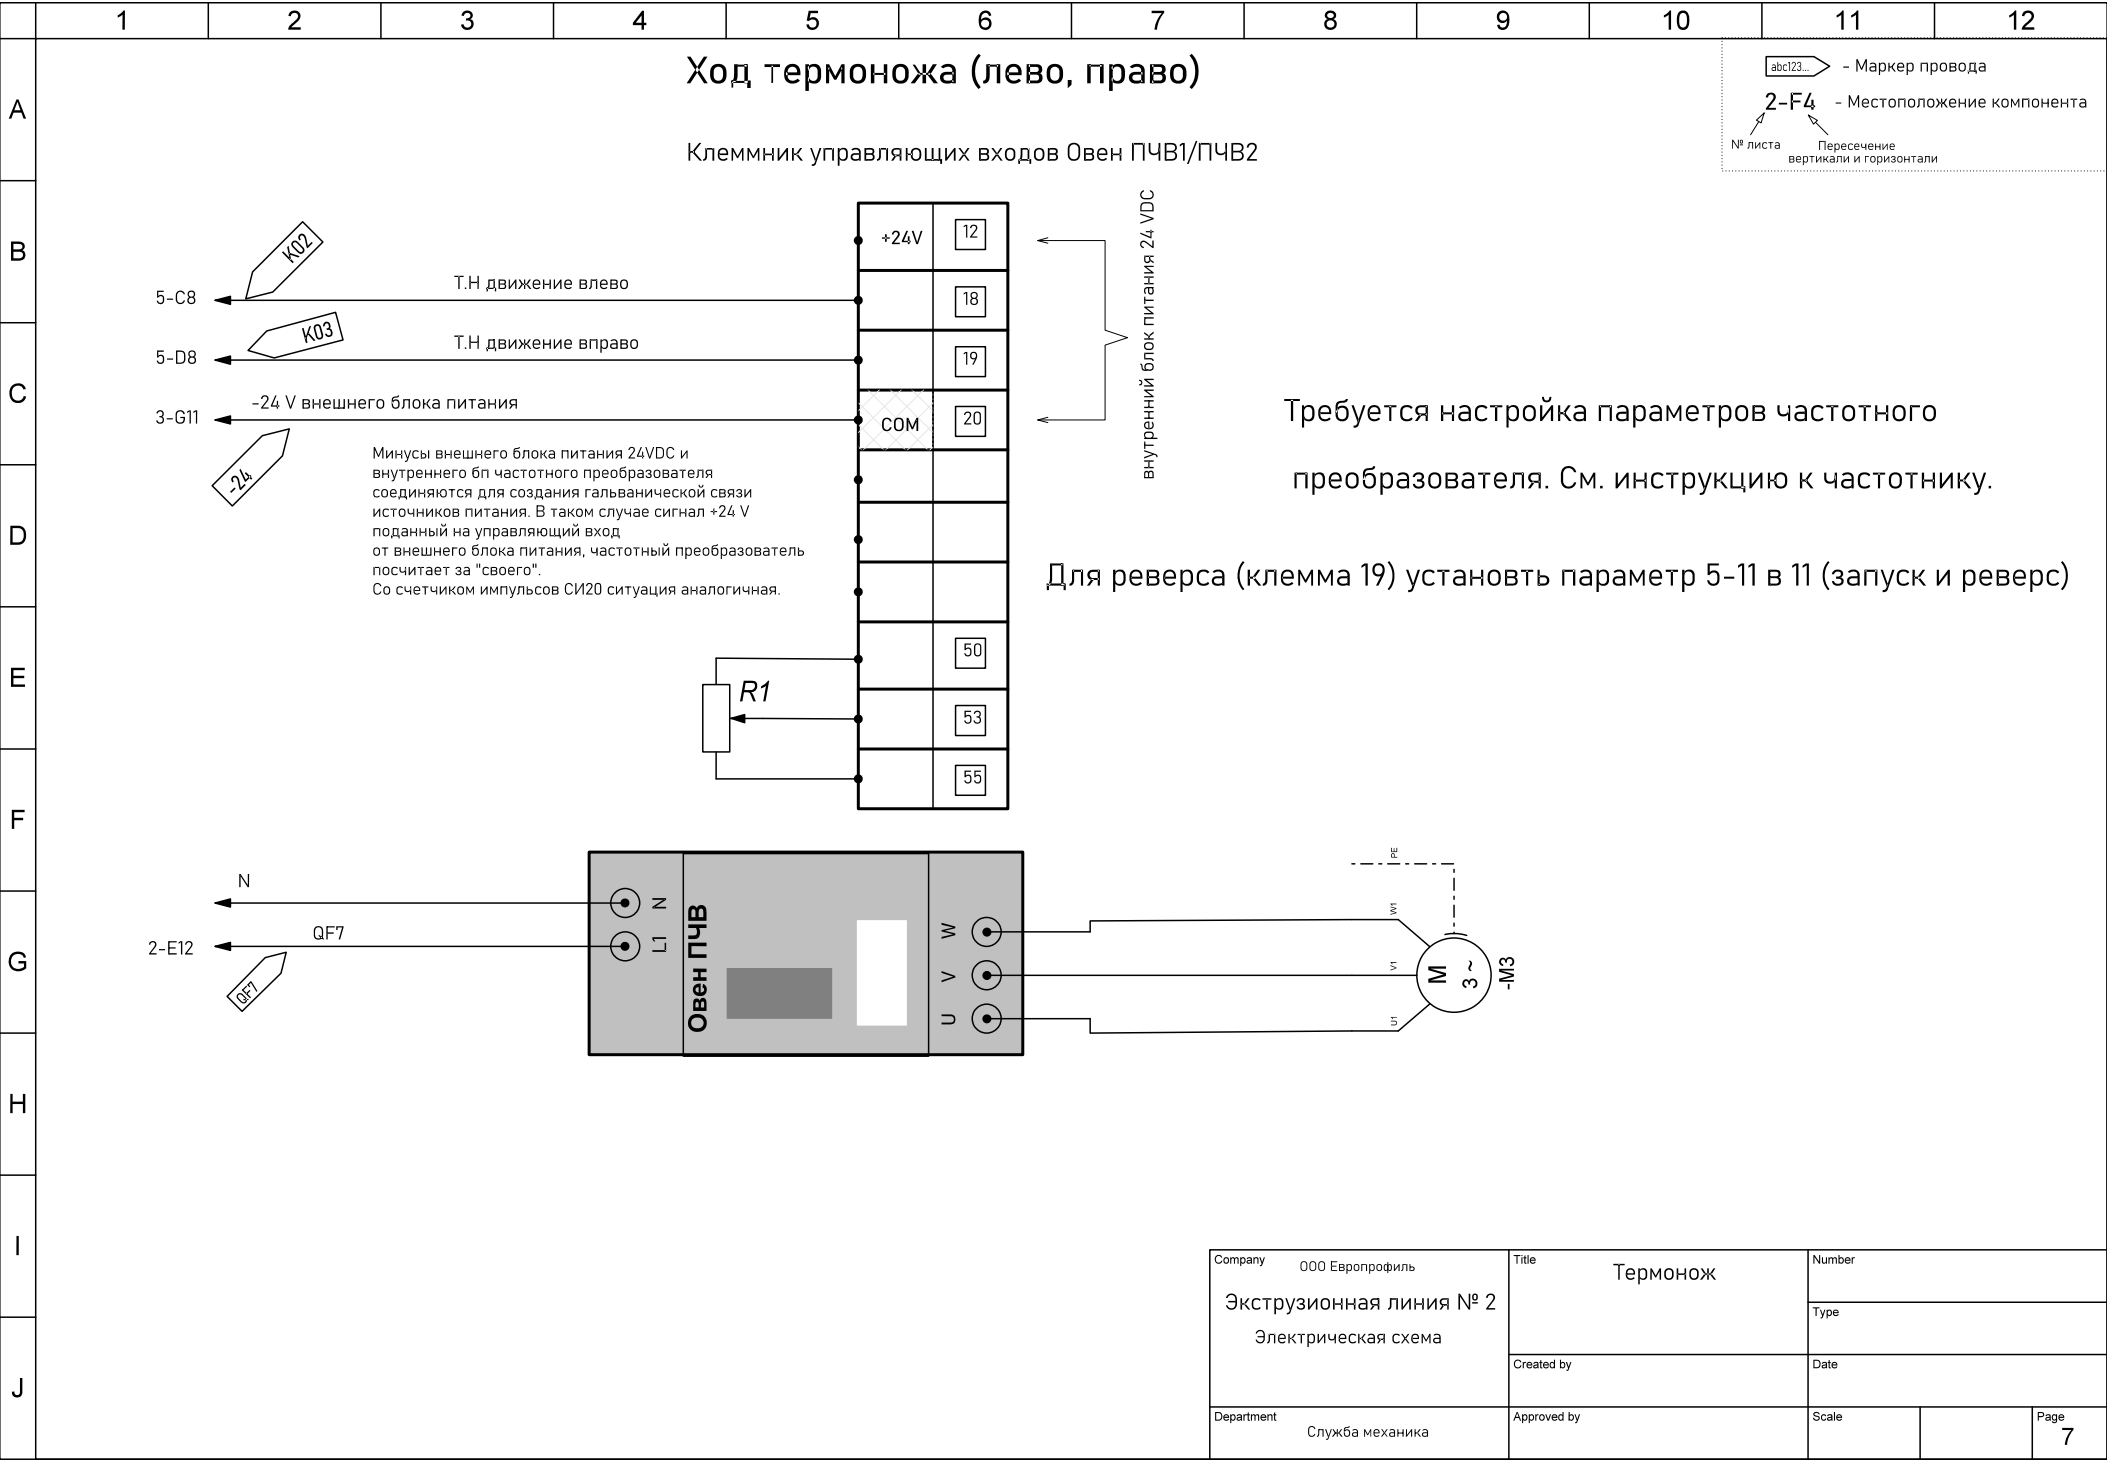 1 2 3 4 5 6 7 8 9 10 11 12
A
B
C
D
E
F
G
H
I
J
Ход термоножа (лево, право)
Клеммник управляющих входов Овен ПЧВ1/ПЧВ2
abc123... - Маркер провода
2-F4 - Местоположение компонента
№ листа
Пересечение
вертикали и горизонтали
+24V 12
K02
5-C8
Т.Н движение влево
18
K03
5-D8
Т.Н движение вправо
19
3-G11
-24 V внешнего блока питания
COM 20
-24
внутренний блок питания 24 VDC
Минусы внешнего блока питания 24VDC и
внутреннего бп частотного преобразователя
соединяются для создания гальванической связи
источников питания. В таком случае сигнал +24 V
поданный на управляющий вход
от внешнего блока питания, частотный преобразователь
посчитает за "своего".
Со счетчиком импульсов СИ20 ситуация аналогичная.
Требуется настройка параметров частотного
преобразователя. См. инструкцию к частотнику.
Для реверса (клемма 19) установть параметр 5-11 в 11 (запуск и реверс)
50
R1
53
55
N
2-E12
QF7
QF7
N
L1
Овен ПЧВ
W
V
U
PE
W1
V1
U1
M
3 ~
-M3
Company
ООО Европрофиль
Экструзионная линия № 2
Электрическая схема
Title
Термонож
Number
Type
Created by
Date
Department
Служба механика
Approved by
Scale
Page
7